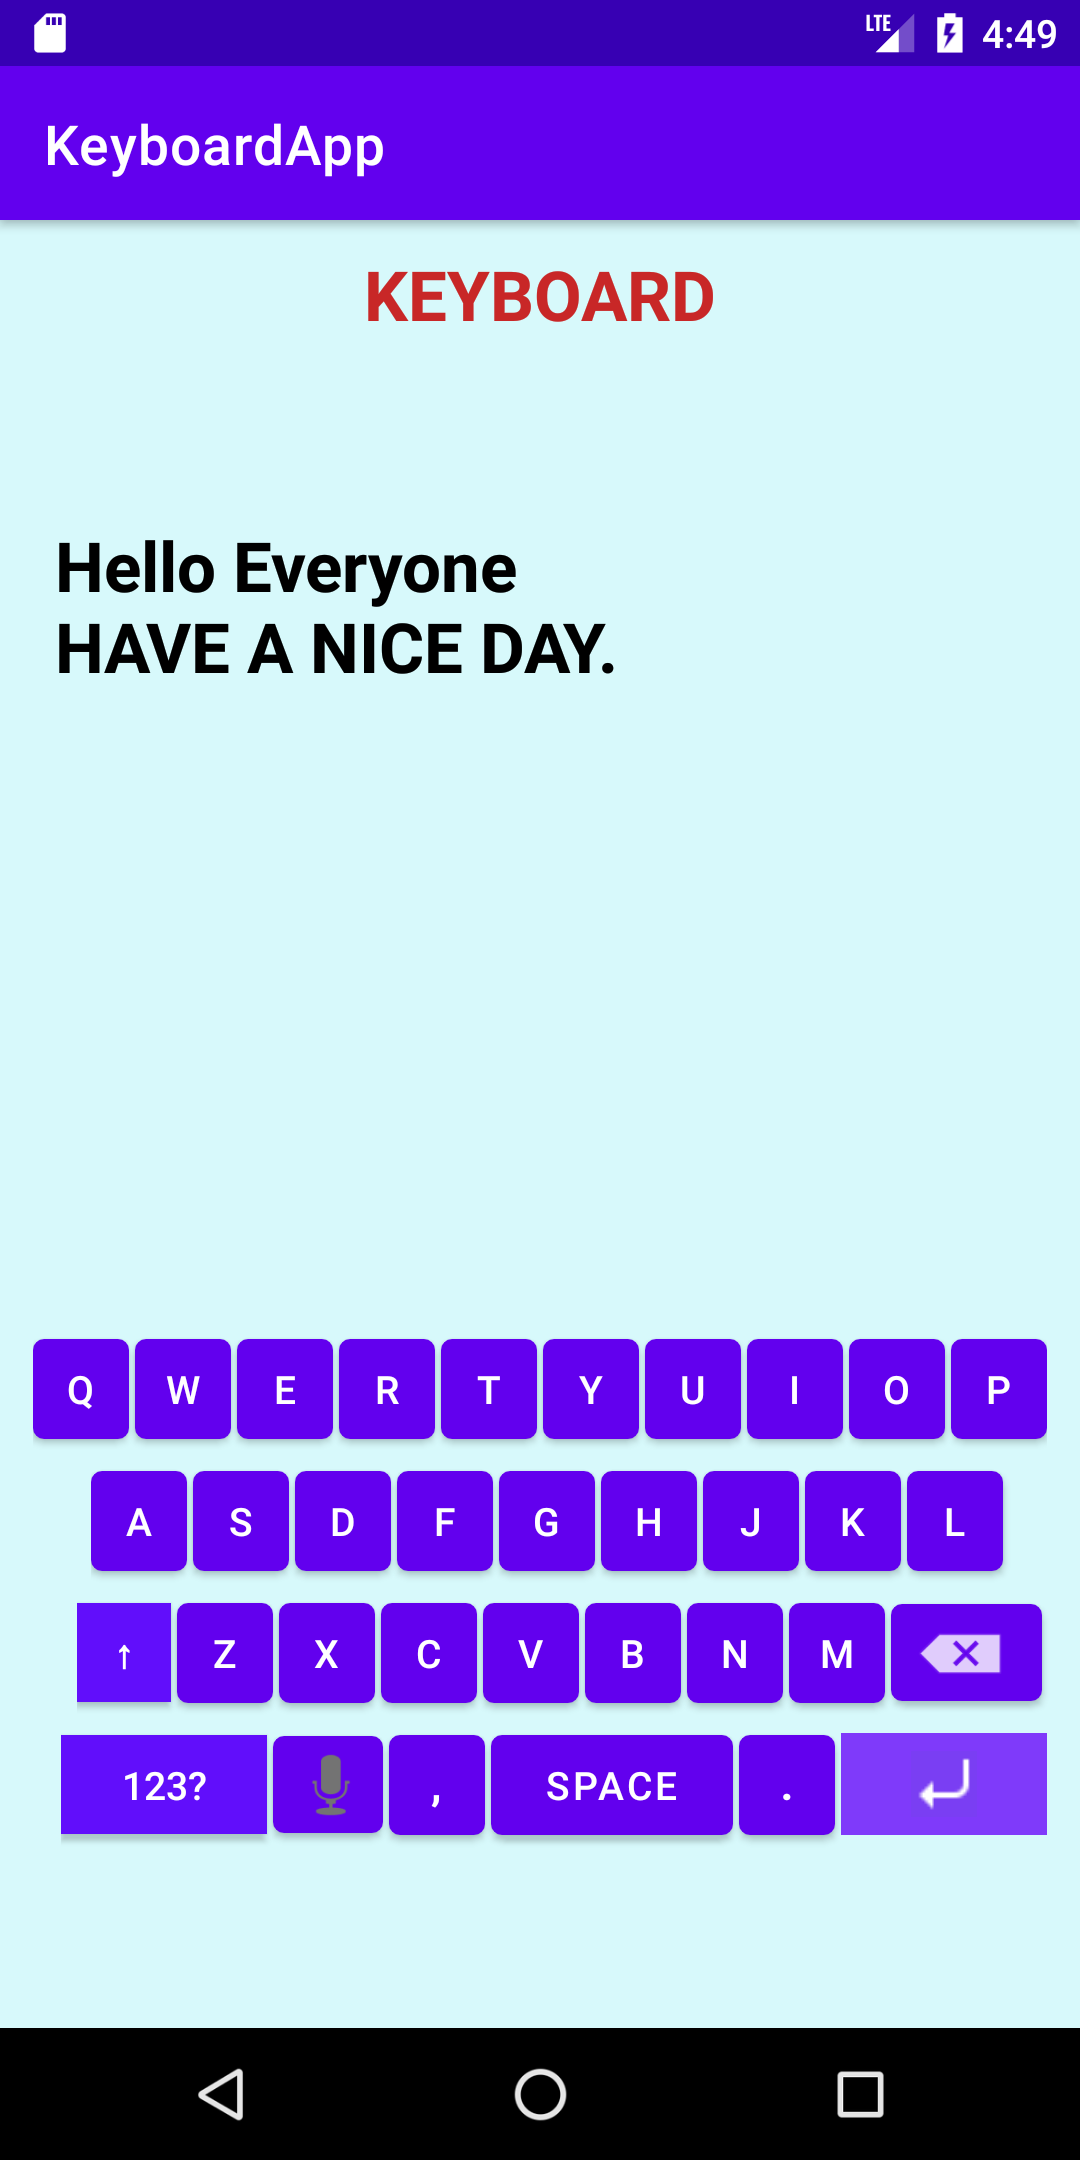 LTE 4:49
KeyboardApp
KEYBOARD
Hello Everyone
HAVE A NICE DAY.
Q W E R T Y U I O P
A S D F G H J K L
↑ Z X C V B N M
123? , SPACE .